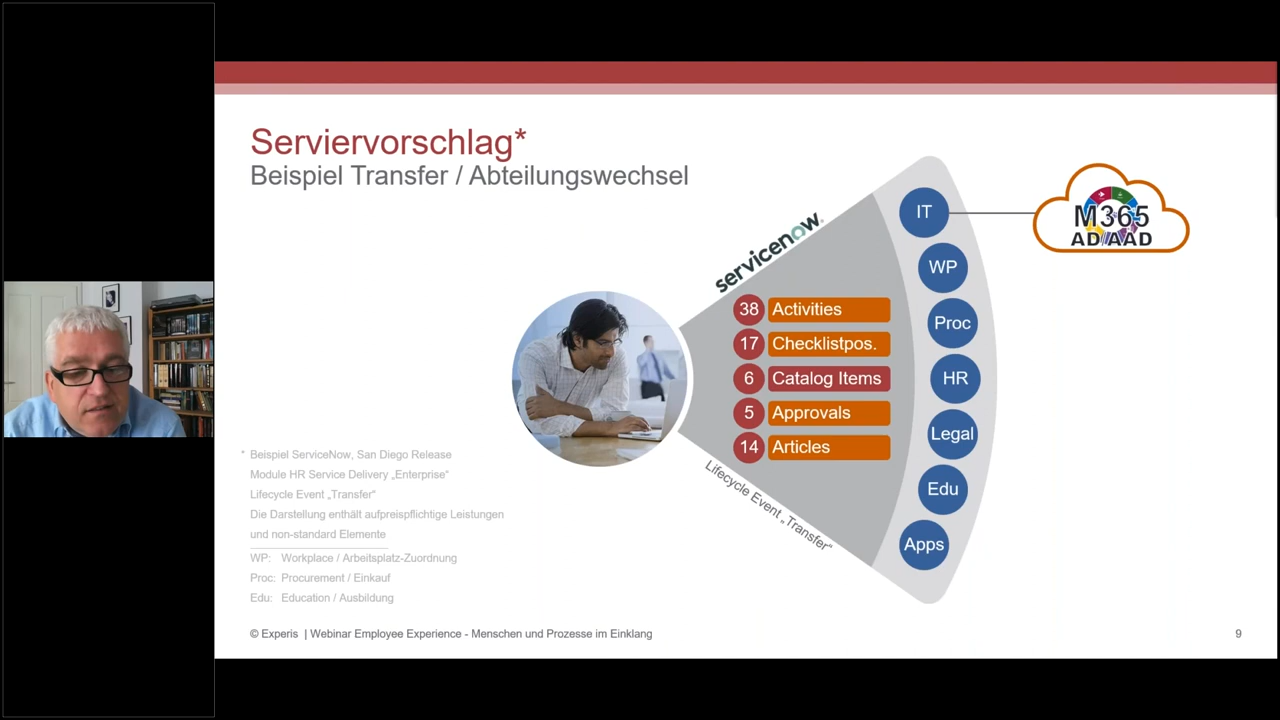 Serviervorschlag*
Beispiel Transfer / Abteilungswechsel
servicenow.
38 Activities
17 Checklistpos.
6 Catalog Items
5 Approvals
14 Articles
Lifecycle Event „Transfer“
IT
WP
Proc
HR
Legal
Edu
Apps
M365
AD/AAD
* Beispiel ServiceNow, San Diego Release
Module HR Service Delivery „Enterprise“
Lifecycle Event „Transfer“
Die Darstellung enthält aufpreispflichtige Leistungen
und non-standard Elemente
WP: Workplace / Arbeitsplatz-Zuordnung
Proc: Procurement / Einkauf
Edu: Education / Ausbildung
© Experis | Webinar Employee Experience - Menschen und Prozesse im Einklang
9